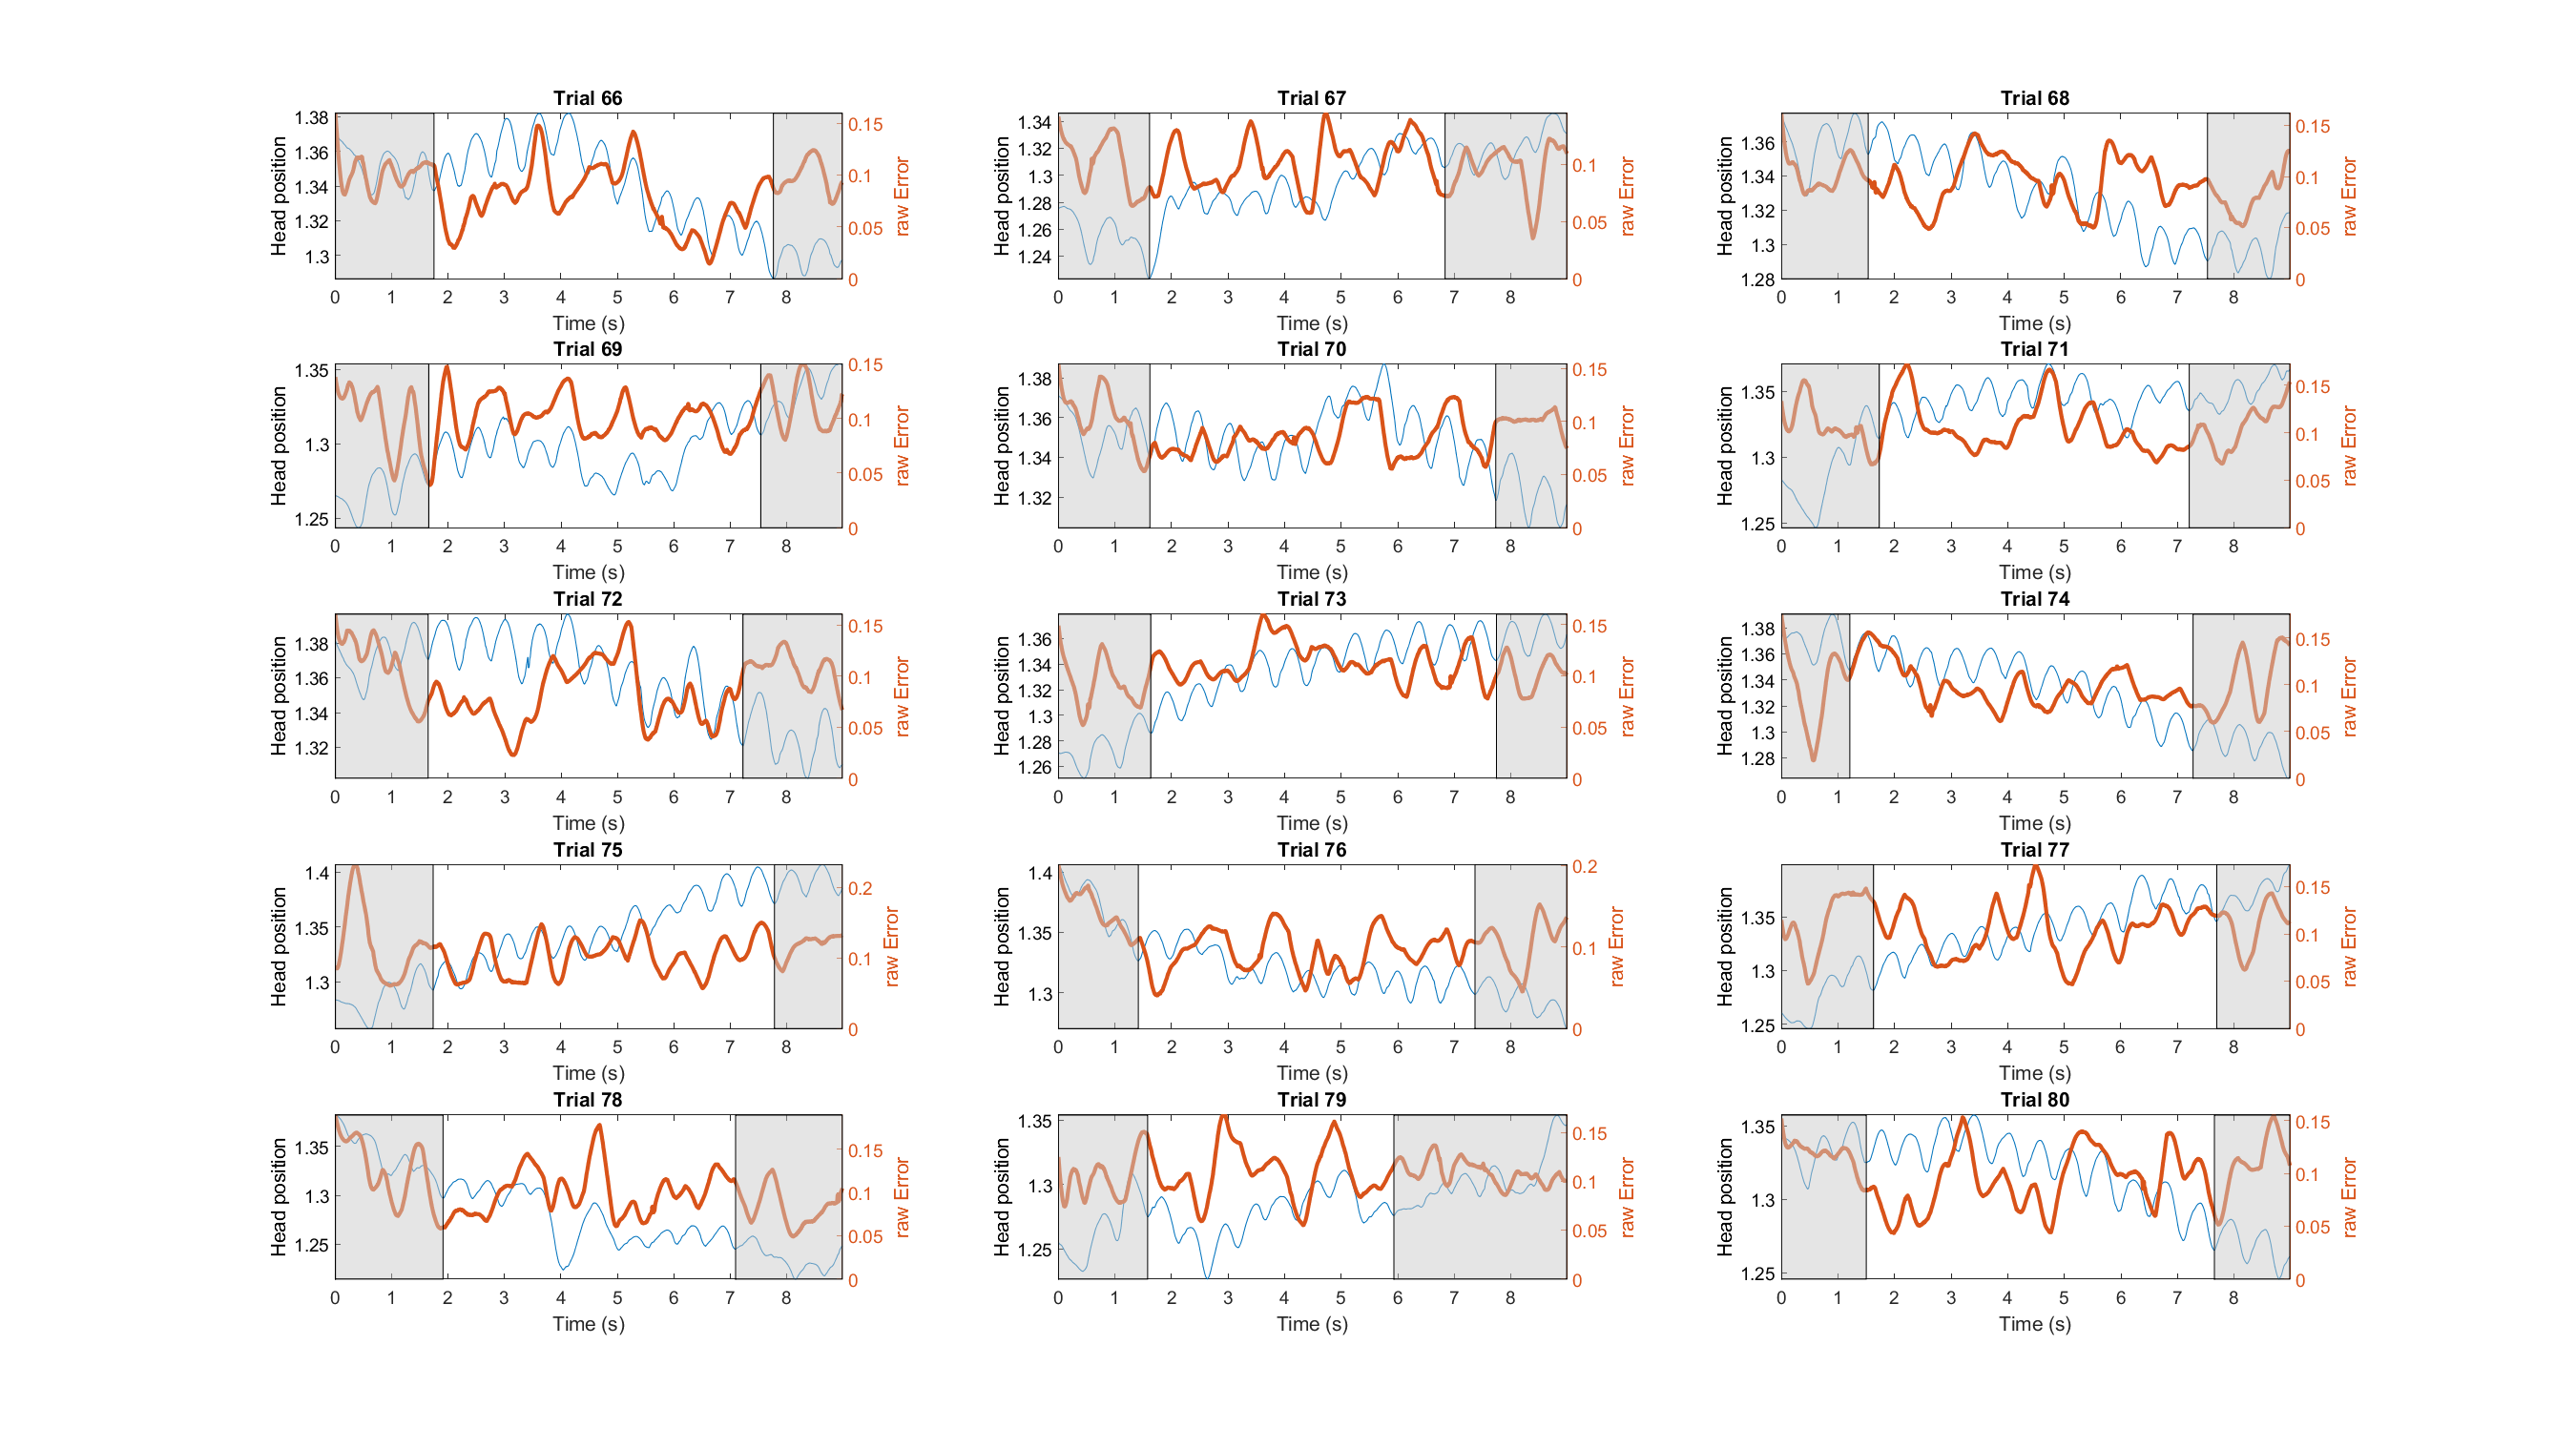 Trial 66
Head position
1.38
1.36
1.34
1.32
1.3
0.15
0.1
0.05
0
raw Error
0 1 2 3 4 5 6 7 8
Time (s)
Trial 67
Head position
1.34
1.32
1.3
1.28
1.26
1.24
0.1
0.05
0
raw Error
0 1 2 3 4 5 6 7 8
Time (s)
Trial 68
Head position
1.36
1.34
1.32
1.3
1.28
0.15
0.1
0.05
0
raw Error
0 1 2 3 4 5 6 7 8
Time (s)
Trial 69
Head position
1.35
1.3
1.25
0.15
0.1
0.05
0
raw Error
0 1 2 3 4 5 6 7 8
Time (s)
Trial 70
Head position
1.38
1.36
1.34
1.32
0.15
0.1
0.05
0
raw Error
0 1 2 3 4 5 6 7 8
Time (s)
Trial 71
Head position
1.35
1.3
1.25
0.15
0.1
0.05
0
raw Error
0 1 2 3 4 5 6 7 8
Time (s)
Trial 72
Head position
1.38
1.36
1.34
1.32
0.15
0.1
0.05
0
raw Error
0 1 2 3 4 5 6 7 8
Time (s)
Trial 73
Head position
1.36
1.34
1.32
1.3
1.28
1.26
0.15
0.1
0.05
0
raw Error
0 1 2 3 4 5 6 7 8
Time (s)
Trial 74
Head position
1.38
1.36
1.34
1.32
1.3
1.28
0.15
0.1
0.05
0
raw Error
0 1 2 3 4 5 6 7 8
Time (s)
Trial 75
Head position
1.4
1.35
1.3
0.2
0.1
0
raw Error
0 1 2 3 4 5 6 7 8
Time (s)
Trial 76
Head position
1.4
1.35
1.3
0.2
0.1
0
raw Error
0 1 2 3 4 5 6 7 8
Time (s)
Trial 77
Head position
1.35
1.3
1.25
0.15
0.1
0.05
0
raw Error
0 1 2 3 4 5 6 7 8
Time (s)
Trial 78
Head position
1.35
1.3
1.25
0.15
0.1
0.05
0
raw Error
0 1 2 3 4 5 6 7 8
Time (s)
Trial 79
Head position
1.35
1.3
1.25
0.15
0.1
0.05
0
raw Error
0 1 2 3 4 5 6 7 8
Time (s)
Trial 80
Head position
1.35
1.3
1.25
0.15
0.1
0.05
0
raw Error
0 1 2 3 4 5 6 7 8
Time (s)